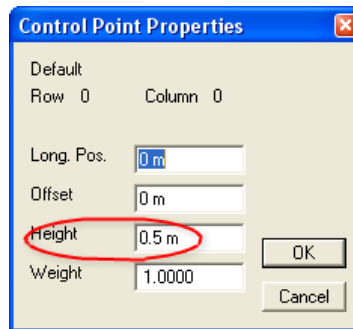 Control Point Properties
Default
Row 0 Column 0
Long. Pos. 0 m
Offset 0 m
Height 0.5 m
Weight 1.0000
OK
Cancel